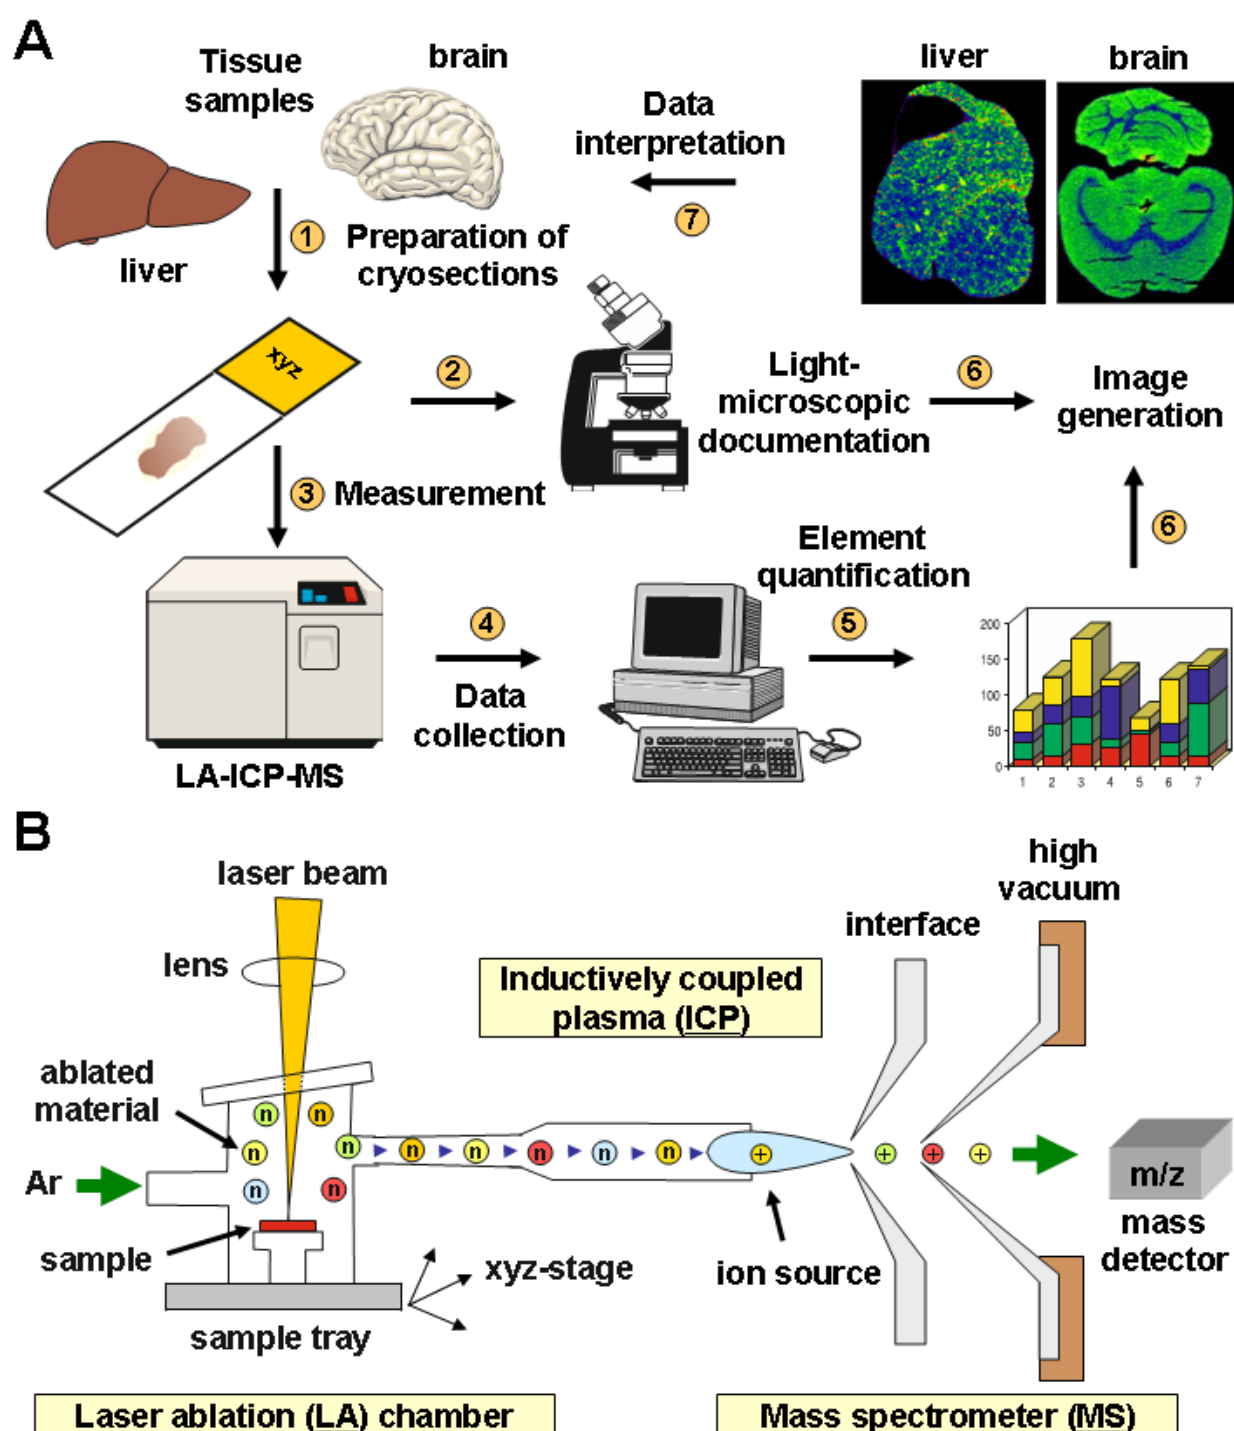 A
Tissue
samples
brain
liver
brain
Data
interpretation
7
1
Preparation of
cryosections
liver
xyz
2
Light-
microscopic
documentation
6
Image
generation
3
Measurement
6
Element
quantification
4
5
Data
collection
LA-ICP-MS
200
150
100
50
0
1 2 3 4 5 6 7
B
laser beam
high
vacuum
interface
lens
Inductively coupled
plasma (ICP)
ablated
material
n n
n n n n n n n
+ + + +
Ar
n n
m/z
sample
mass
detector
xyz-stage
ion source
sample tray
Laser ablation (LA) chamber
Mass spectrometer (MS)